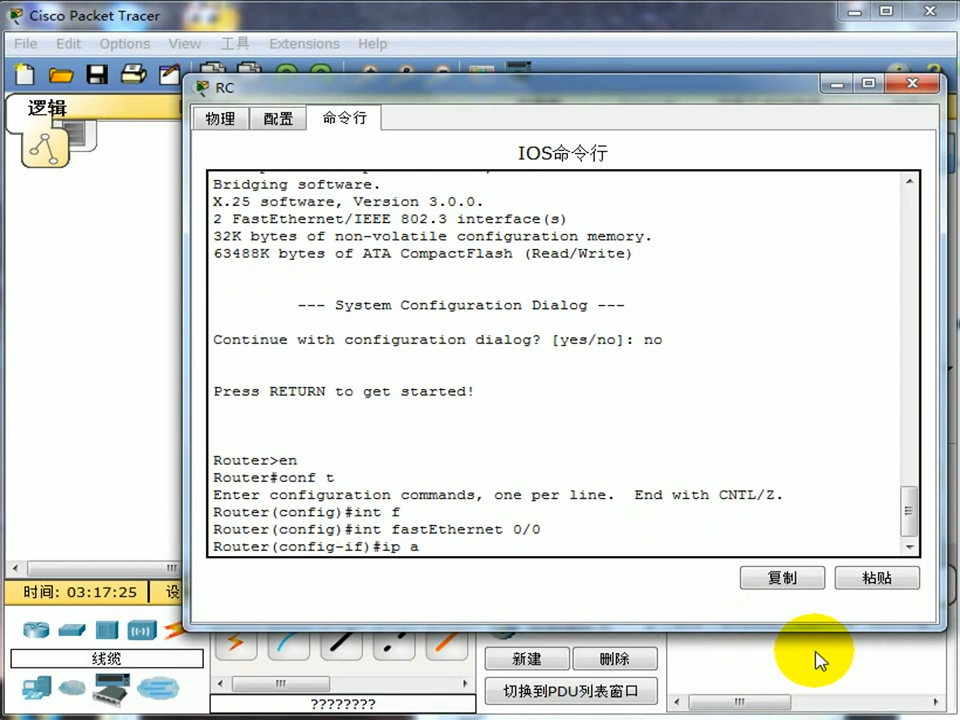 Cisco Packet Tracer
File Edit Options View 工具 Extensions Help
逻辑
RC
物理 配置 命令行
IOS命令行
Bridging software.
X.25 software, Version 3.0.0.
2 FastEthernet/IEEE 802.3 interface(s)
32K bytes of non-volatile configuration memory.
63488K bytes of ATA CompactFlash (Read/Write)
--- System Configuration Dialog ---
Continue with configuration dialog? [yes/no]: no
Press RETURN to get started!
Router>en
Router#conf t
Enter configuration commands, one per line.  End with CNTL/Z.
Router(config)#int f
Router(config)#int fastEthernet 0/0
Router(config-if)#ip a
复制 粘贴
时间: 03:17:25 设
线缆
新建 删除
切换到PDU列表窗口
????????